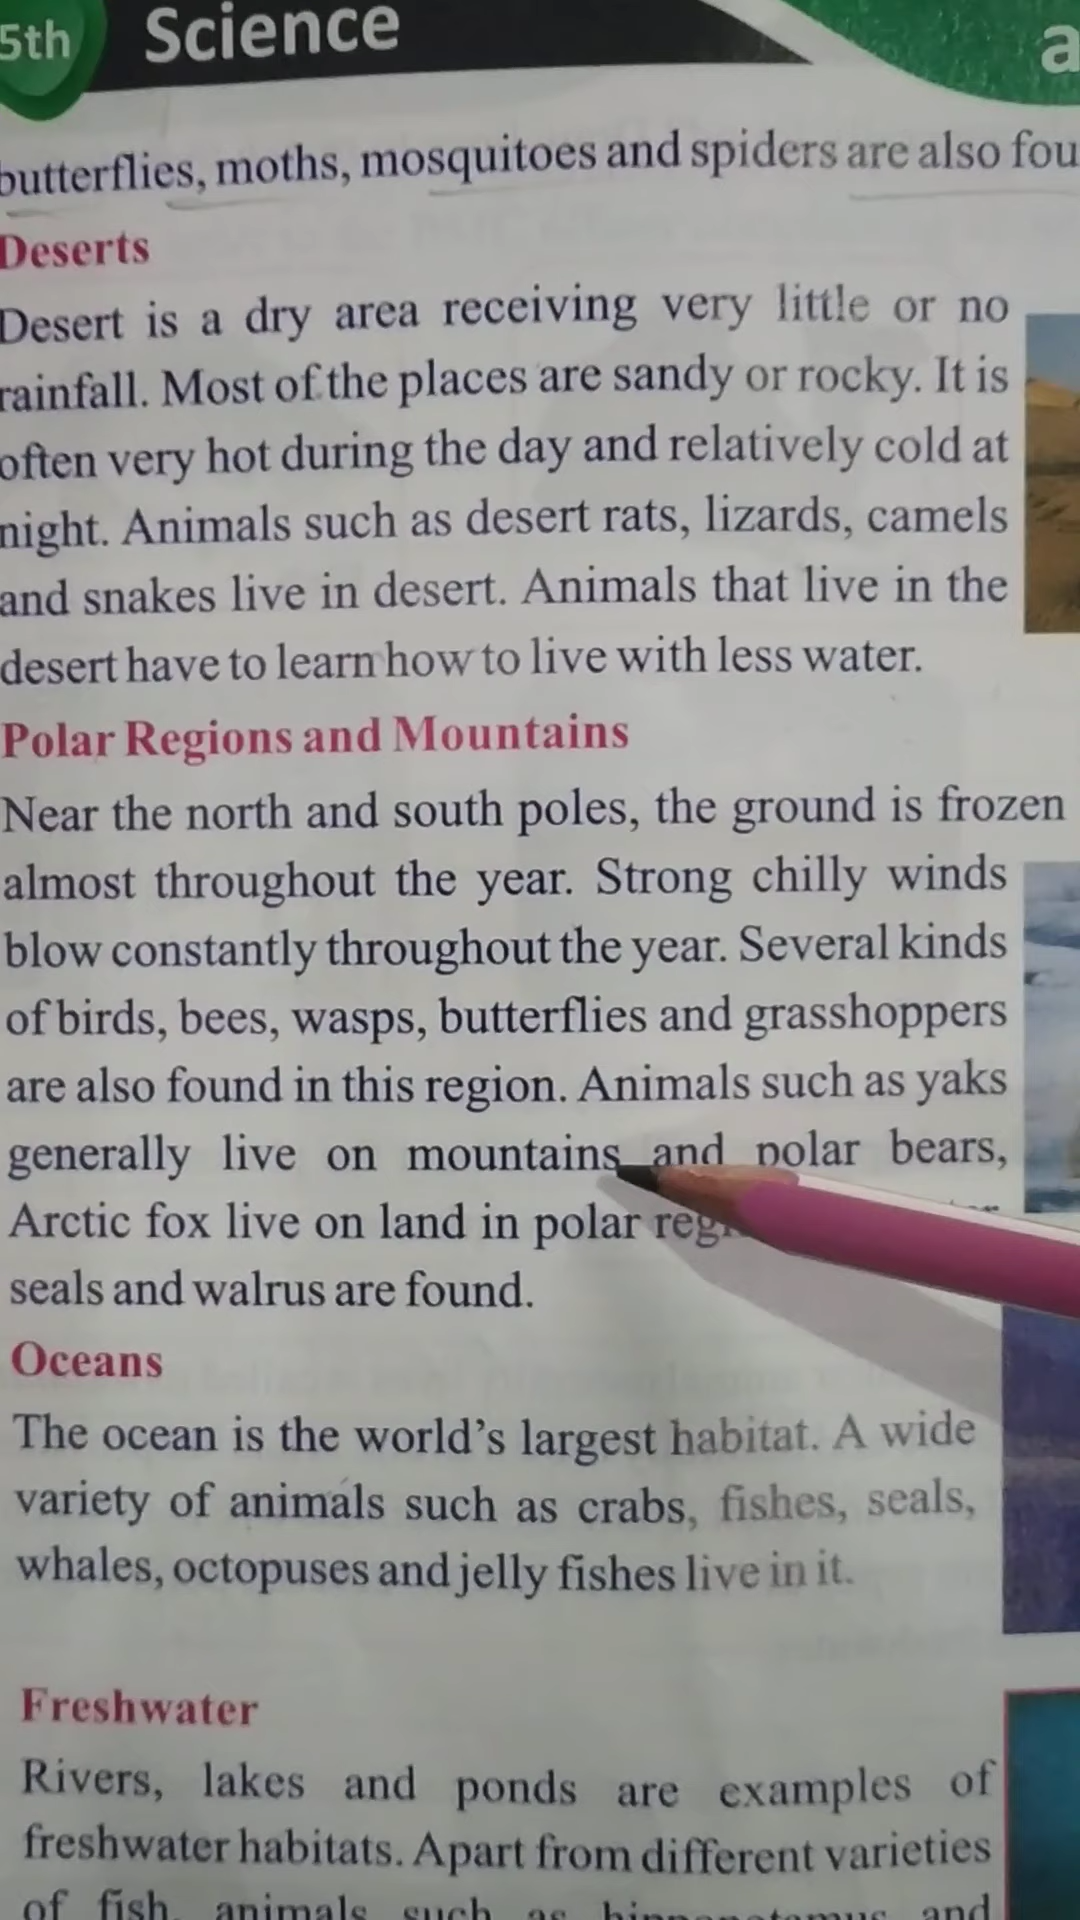 5th Science a
butterflies, moths, mosquitoes and spiders are also fou
Deserts
Desert is a dry area receiving very little or no
rainfall. Most of the places are sandy or rocky. It is
often very hot during the day and relatively cold at
night. Animals such as desert rats, lizards, camels
and snakes live in desert. Animals that live in the
desert have to learn how to live with less water.
Polar Regions and Mountains
Near the north and south poles, the ground is frozen
almost throughout the year. Strong chilly winds
blow constantly throughout the year. Several kinds
of birds, bees, wasps, butterflies and grasshoppers
are also found in this region. Animals such as yaks
generally live on mountains and polar bears,
Arctic fox live on land in polar
seals and walrus are found.
Oceans
The ocean is the world's largest habitat. A wide
variety of animals such as crabs, fishes, seals,
whales, octopuses and jelly fishes live in it.
Freshwater
Rivers, lakes and ponds are examples of
freshwater habitats. Apart from different varieties
of fish, animals such as hippopotamus and